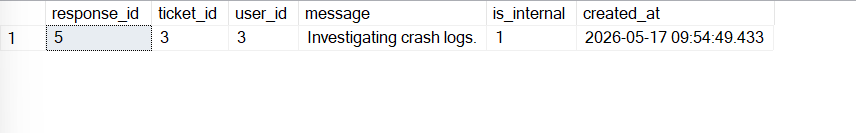 response_id ticket_id user_id message is_internal created_at
1 5 3 3 Investigating crash logs. 1 2026-05-17 09:54:49.433